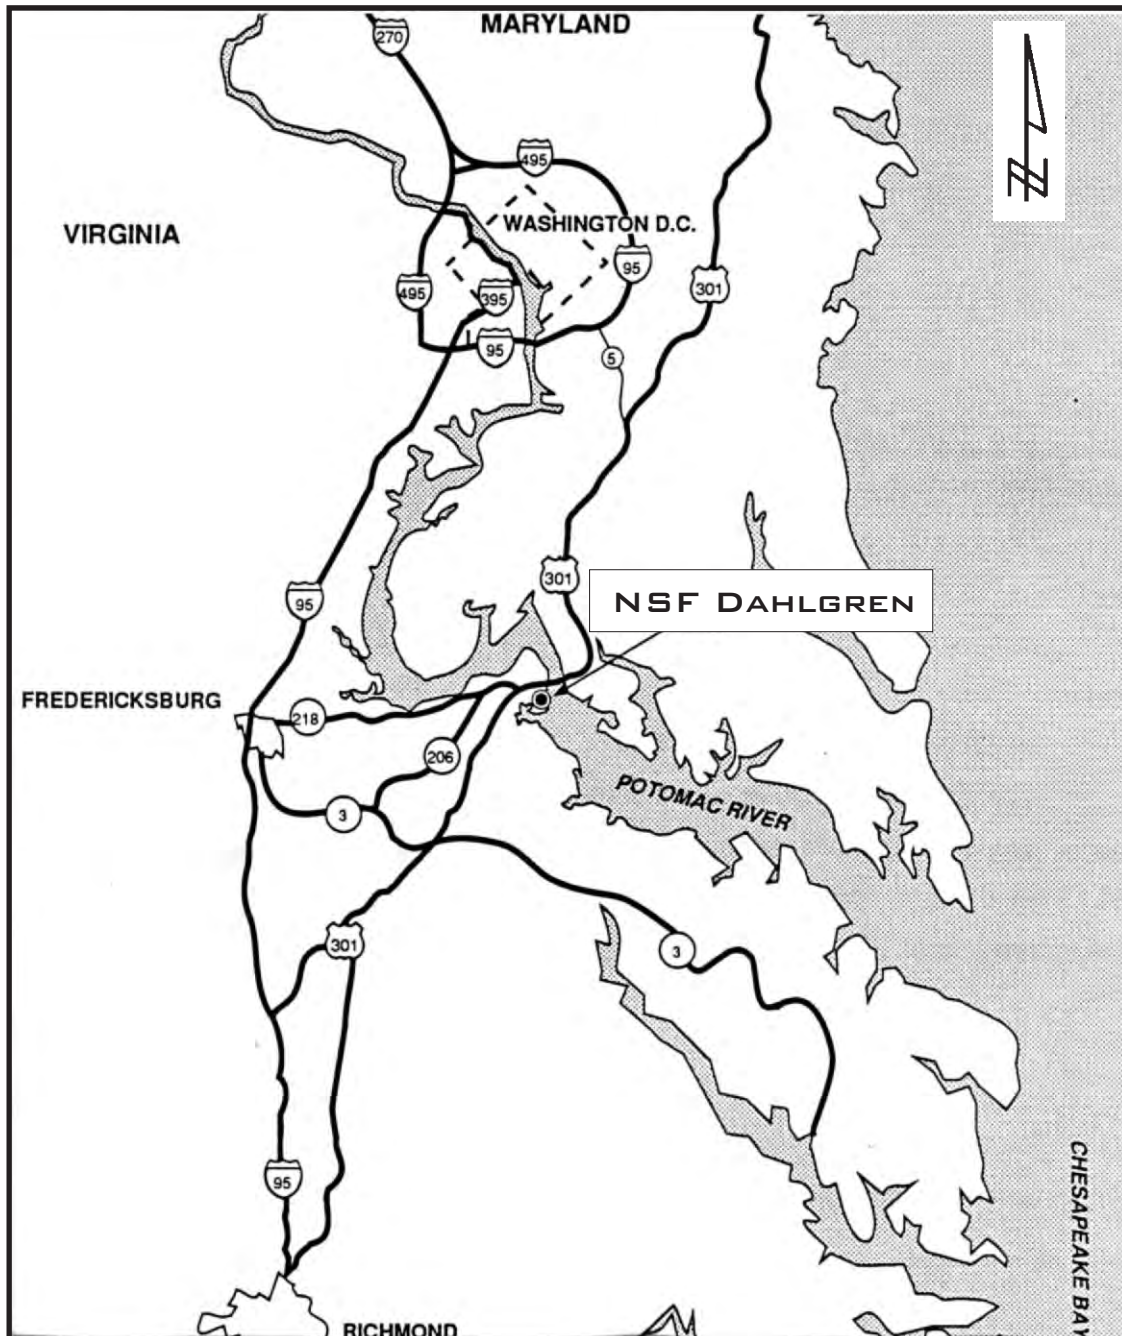 MARYLAND
270
495
VIRGINIA
WASHINGTON D.C.
95
495
395
301
95
5
301
NSF DAHLGREN
95
FREDERICKSBURG
218
206
POTOMAC RIVER
3
301
3
95
CHESAPEAKE BAY
RICHMOND
N